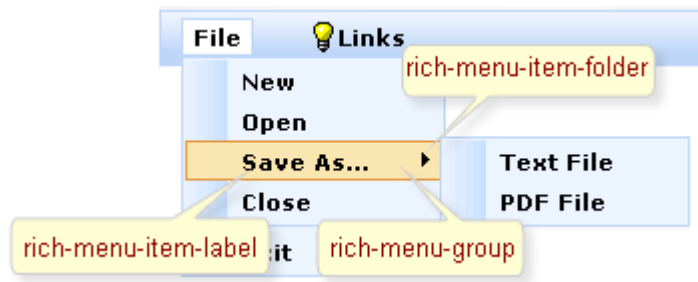 File Links
rich-menu-item-folder
New
Open
Save As... Text File
Close PDF File
rich-menu-item-label
rich-menu-group